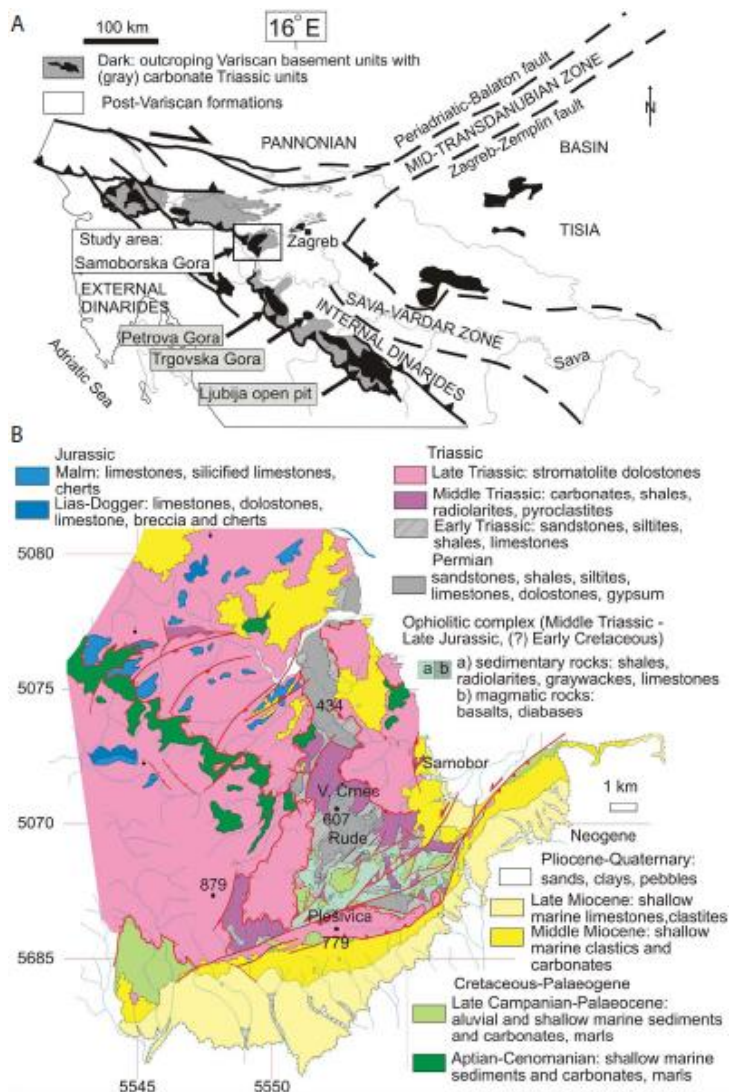 A
100 km
16° E
Dark: outcroping Variscan basement units with
(gray) carbonate Triassic units
Post-Variscan formations
N
PANNONIAN
Periadriatic-Balaton fault
MID-TRANSDANUBIAN ZONE
Zagreb-Zemplin fault
BASIN
TISIA
Zagreb
Study area:
Samoborska Gora
EXTERNAL
DINARIDES
SAVA-VARDAR ZONE
INTERNAL DINARIDES
Petrova Gora
Trgovska Gora
Sava
Ljubija open pit
Adriatic Sea
B
Jurassic
Malm: limestones, silicified limestones,
cherts
Lias-Dogger: limestones, dolostones,
limestone, breccia and cherts
Triassic
Late Triassic: stromatolite dolostones
Middle Triassic: carbonates, shales,
radiolarites, pyroclastites
Early Triassic: sandstones, siltites,
shales, limestones
Permian
sandstones, shales, siltites,
limestones, dolostones, gypsum
Ophiolitic complex (Middle Triassic -
Late Jurassic, (?) Early Cretaceous)
a b a) sedimentary rocks: shales,
radiolarites, graywackes, limestones
b) magmatic rocks:
basalts, diabases
5080
5075
434
Samobor
V. Crnec
1 km
5070
607
Rude
Neogene
Pliocene-Quaternary:
sands, clays, pebbles
879
Late Miocene: shallow
marine limestones,clastites
Plešivica
Middle Miocene: shallow
marine clastics and
carbonates
5685
779
Cretaceous-Palaeogene
Late Campanian-Palaeocene:
aluvial and shallow marine sediments
and carbonates, marls
Aptian-Cenomanian: shallow marine
sediments and carbonates, marls
5545
5550